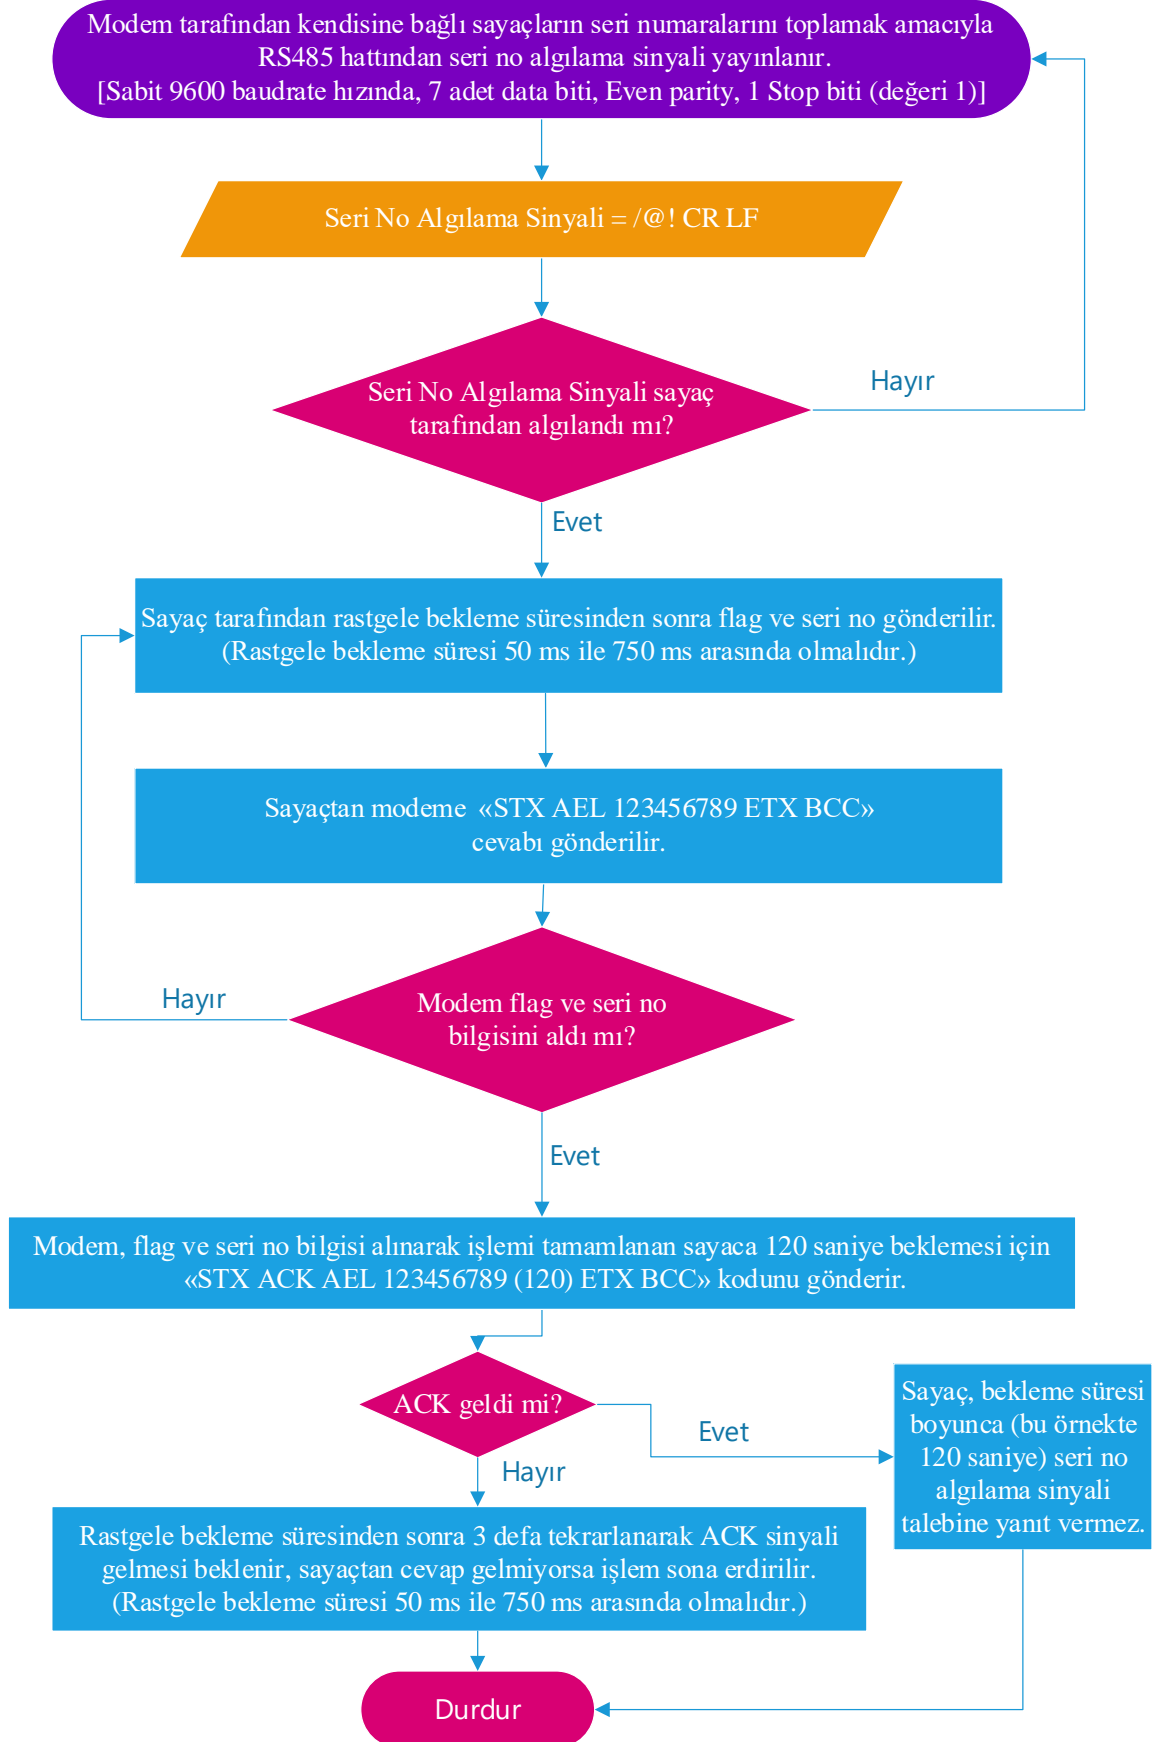 Modem tarafından kendisine bağlı sayaçların seri numaralarını toplamak amacıyla
RS485 hattından seri no algılama sinyali yayınlanır.
[Sabit 9600 baudrate hızında, 7 adet data biti, Even parity, 1 Stop biti (değeri 1)]
Seri No Algılama Sinyali = /@! CR LF
Seri No Algılama Sinyali sayaç
tarafından algılandı mı?
Hayır
Evet
Sayaç tarafından rastgele bekleme süresinden sonra flag ve seri no gönderilir.
(Rastgele bekleme süresi 50 ms ile 750 ms arasında olmalıdır.)
Sayaçtan modeme «STX AEL 123456789 ETX BCC»
cevabı gönderilir.
Hayır
Modem flag ve seri no
bilgisini aldı mı?
Evet
Modem, flag ve seri no bilgisi alınarak işlemi tamamlanan sayaca 120 saniye beklemesi için
«STX ACK AEL 123456789 (120) ETX BCC» kodunu gönderir.
ACK geldi mi?
Evet
Sayaç, bekleme süresi
boyunca (bu örnekte
120 saniye) seri no
algılama sinyali
talebine yanıt vermez.
Hayır
Rastgele bekleme süresinden sonra 3 defa tekrarlanarak ACK sinyali
gelmesi beklenir, sayaçtan cevap gelmiyorsa işlem sona erdirilir.
(Rastgele bekleme süresi 50 ms ile 750 ms arasında olmalıdır.)
Durdur